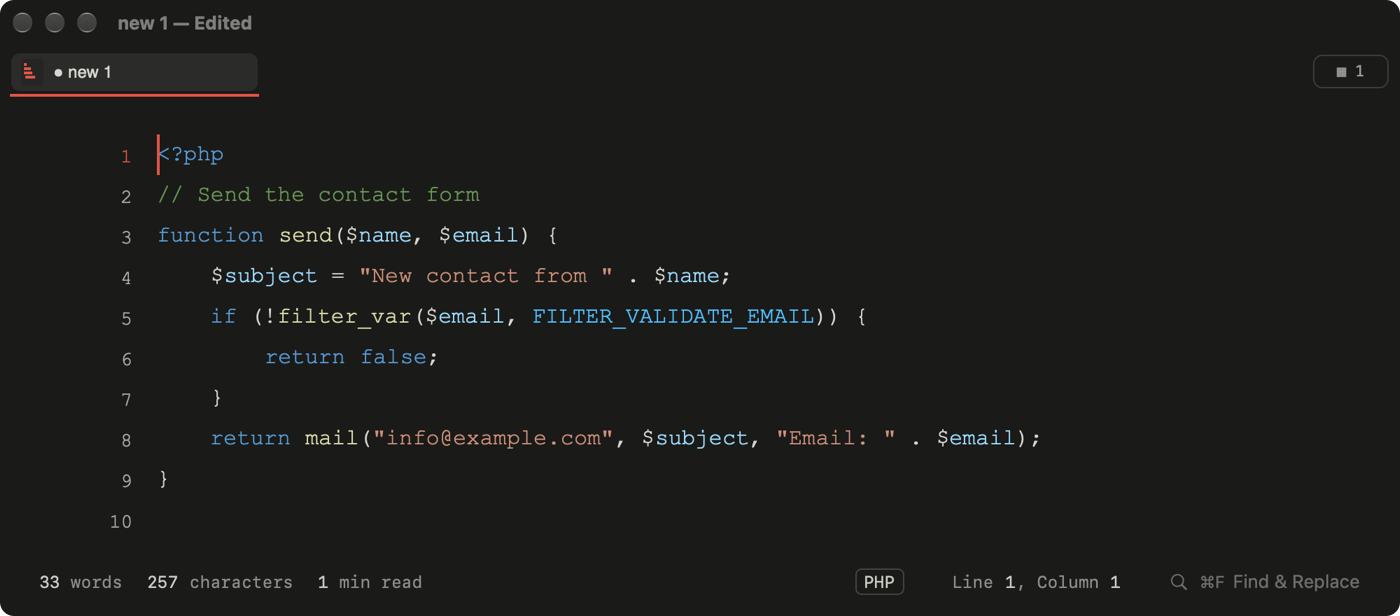 new 1 — Edited
● new 1
▦ 1
1 <?php
2 // Send the contact form
3 function send($name, $email) {
4     $subject = "New contact from " . $name;
5     if (!filter_var($email, FILTER_VALIDATE_EMAIL)) {
6         return false;
7     }
8     return mail("info@example.com", $subject, "Email: " . $email);
9 }
10
33 words 257 characters 1 min read PHP Line 1, Column 1 ⌘F Find & Replace